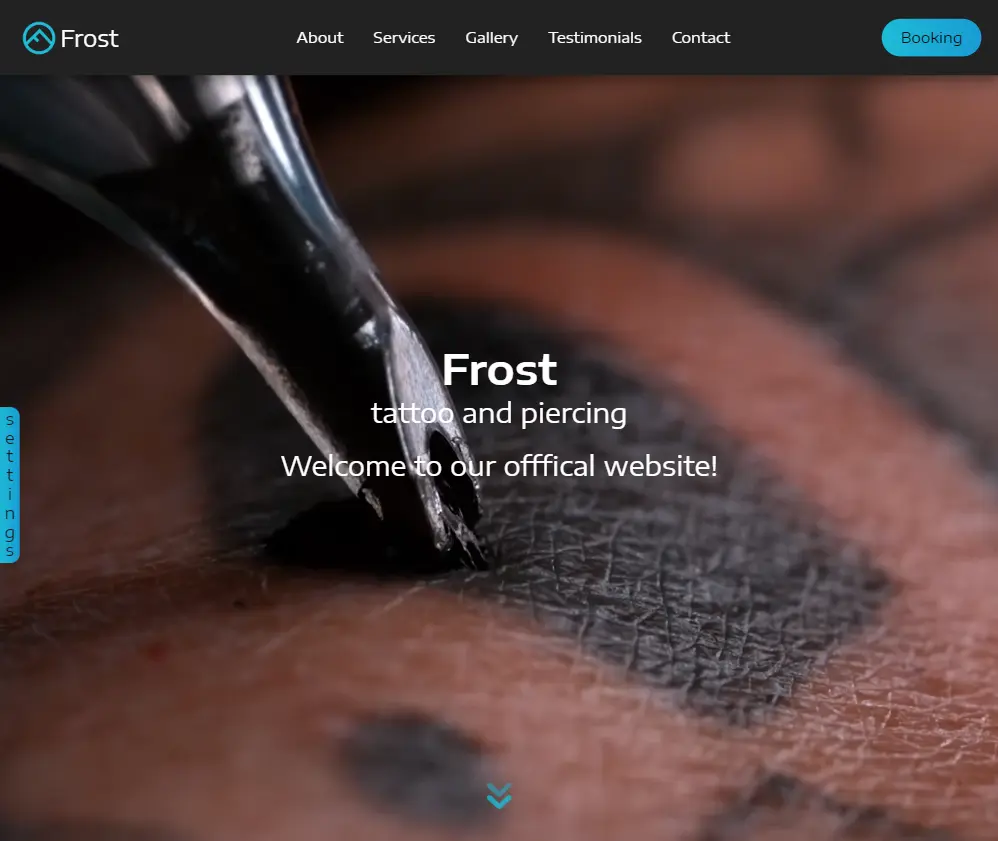 Frost
About
Services
Gallery
Testimonials
Contact
Booking
Frost
tattoo and piercing
Welcome to our offfical website!
settings